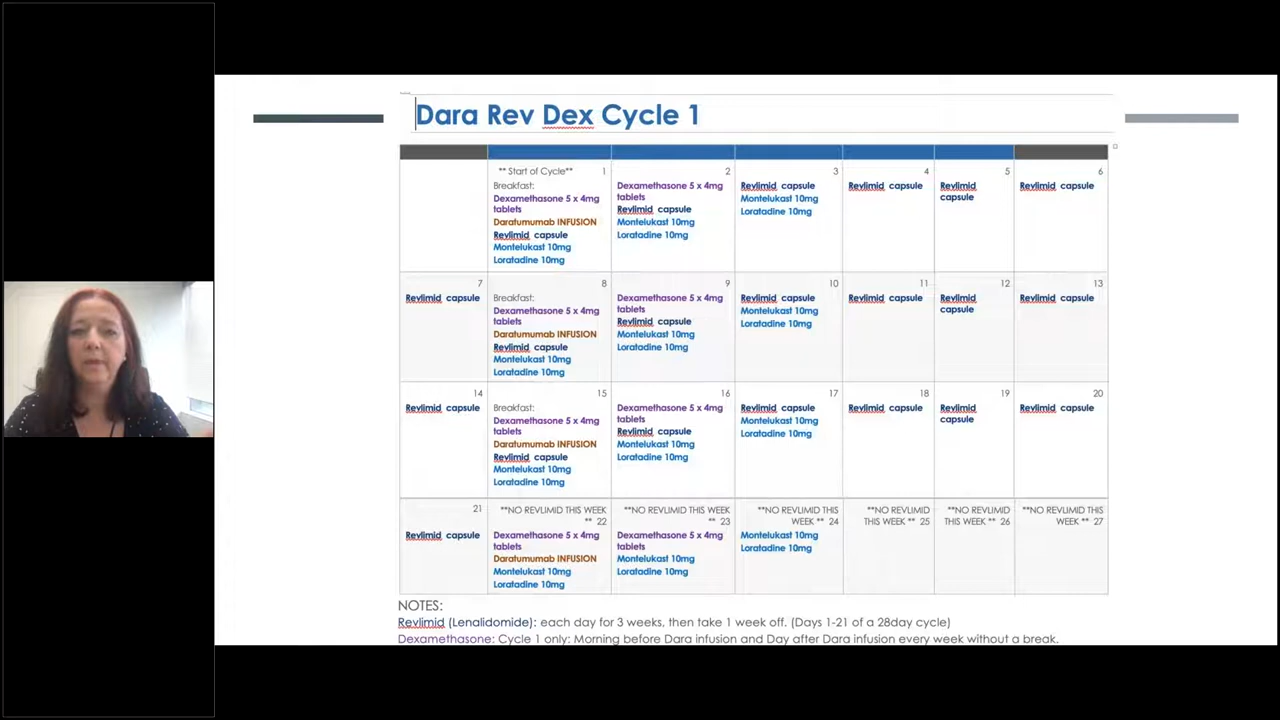 Dara Rev Dex Cycle 1
** Start of Cycle** 1
Breakfast:
Dexamethasone 5 x 4mg
tablets
Daratumumab INFUSION
Revlimid capsule
Montelukast 10mg
Loratadine 10mg
2
Dexamethasone 5 x 4mg
tablets
Revlimid capsule
Montelukast 10mg
Loratadine 10mg
3
Revlimid capsule
Montelukast 10mg
Loratadine 10mg
4
Revlimid capsule
5
Revlimid
capsule
6
Revlimid capsule
7
Revlimid capsule
8
Breakfast:
Dexamethasone 5 x 4mg
tablets
Daratumumab INFUSION
Revlimid capsule
Montelukast 10mg
Loratadine 10mg
9
Dexamethasone 5 x 4mg
tablets
Revlimid capsule
Montelukast 10mg
Loratadine 10mg
10
Revlimid capsule
Montelukast 10mg
Loratadine 10mg
11
Revlimid capsule
12
Revlimid
capsule
13
Revlimid capsule
14
Revlimid capsule
15
Breakfast:
Dexamethasone 5 x 4mg
tablets
Daratumumab INFUSION
Revlimid capsule
Montelukast 10mg
Loratadine 10mg
16
Dexamethasone 5 x 4mg
tablets
Revlimid capsule
Montelukast 10mg
Loratadine 10mg
17
Revlimid capsule
Montelukast 10mg
Loratadine 10mg
18
Revlimid capsule
19
Revlimid
capsule
20
Revlimid capsule
21
Revlimid capsule
**NO REVLIMID THIS WEEK
** 22
Dexamethasone 5 x 4mg
tablets
Daratumumab INFUSION
Montelukast 10mg
Loratadine 10mg
**NO REVLIMID THIS WEEK
** 23
Dexamethasone 5 x 4mg
tablets
Montelukast 10mg
Loratadine 10mg
**NO REVLIMID THIS
WEEK ** 24
Montelukast 10mg
Loratadine 10mg
**NO REVLIMID
THIS WEEK ** 25
**NO REVLIMID
THIS WEEK ** 26
**NO REVLIMID THIS
WEEK ** 27
NOTES:
Revlimid (Lenalidomide): each day for 3 weeks, then take 1 week off. (Days 1-21 of a 28day cycle)
Dexamethasone: Cycle 1 only: Morning before Dara infusion and Day after Dara infusion every week without a break.